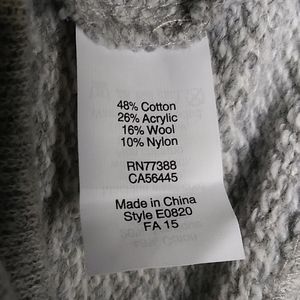 48% Cotton
26% Acrylic
16% Wool
10% Nylon
RN77388
CA56445
Made in China
Style E0820
FA 15